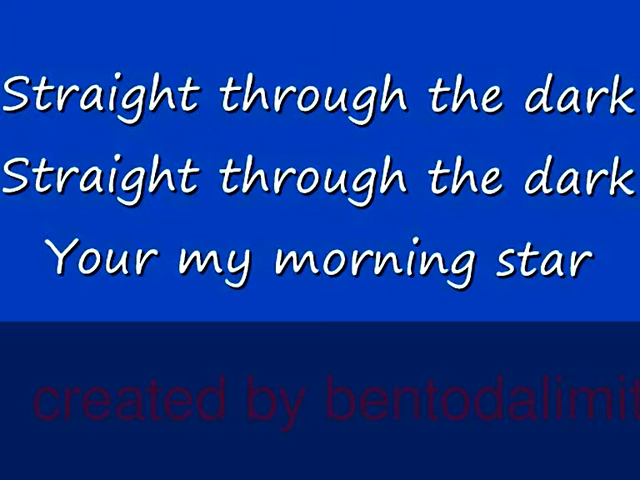 Straight through the dark
Straight through the dark
Your my morning star
created by bentodalimit